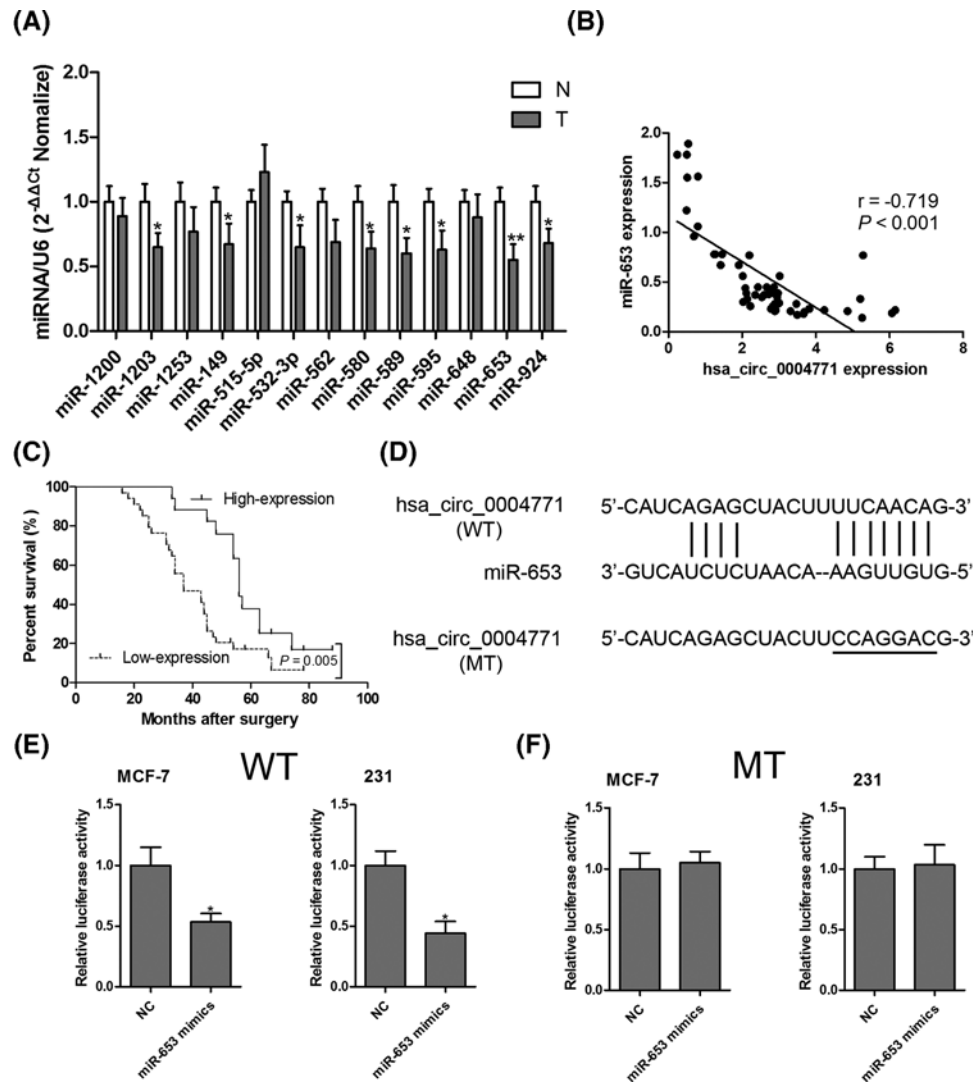 (A)
miRNA/U6 (2^-ΔΔCt Nomalize)
2.0
1.5
1.0
0.5
0.0
N
T
* * * * * * ** *
miR-1200
miR-1203
miR-1253
miR-149
miR-515-5p
miR-532-3p
miR-562
miR-580
miR-589
miR-595
miR-648
miR-653
miR-924
(B)
miR-653 expression
2.0
1.5
1.0
0.5
0.0
r = -0.719
P < 0.001
0 2 4 6 8
hsa_circ_0004771 expression
(C)
Percent survival (%)
100
80
60
40
20
0
High-expression
Low-expression
P = 0.005
0 20 40 60 80 100
Months after surgery
(D)
hsa_circ_0004771 5’-CAUCAGAGCUACUUUUCAACAG-3’
(WT)
miR-653 3’-GUCAUCUCUAACA--AAGUUGUG-5’
hsa_circ_0004771 5’-CAUCAGAGCUACUUCCAGGACG-3’
(MT)
(E)
WT
MCF-7
Relative luciferase activity
1.5
1.0
0.5
0.0
*
NC
miR-653 mimics
231
Relative luciferase activity
1.5
1.0
0.5
0.0
*
NC
miR-653 mimics
(F)
MT
MCF-7
Relative luciferase activity
1.5
1.0
0.5
0.0
NC
miR-653 mimics
231
Relative luciferase activity
1.5
1.0
0.5
0.0
NC
miR-653 mimics